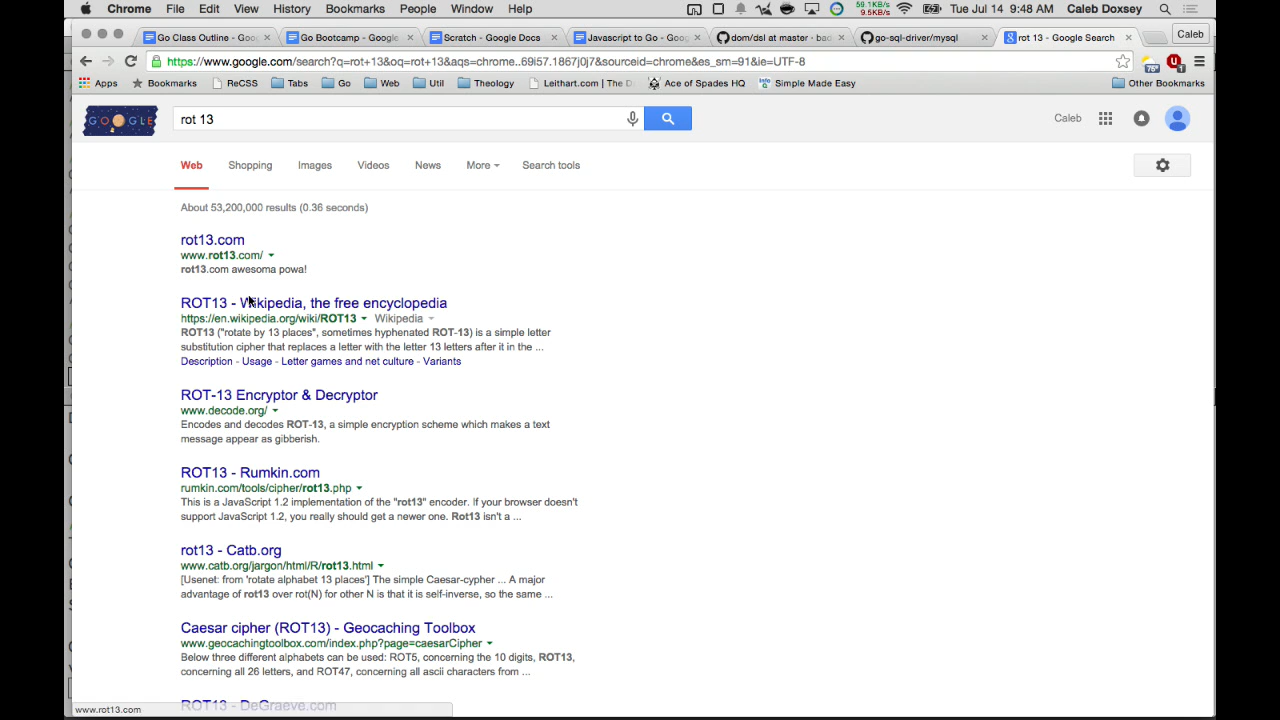 Chrome File Edit View History Bookmarks People Window Help 59.1KB/s 9.5KB/s Tue Jul 14 9:48 AM Caleb Doxsey
Go Class Outline - Goo Go Bootcamp - Google Scratch - Google Docs Javascript to Go - Goog dom/dsl at master · bad go-sql-driver/mysql rot 13 - Google Search Caleb
https://www.google.com/search?q=rot+13&oq=rot+13&aqs=chrome..69i57.1867j0j7&sourceid=chrome&es_sm=91&ie=UTF-8 75°
Apps Bookmarks ReCSS Tabs Go Web Util Theology Leithart.com | The D Ace of Spades HQ Simple Made Easy Other Bookmarks
GOOGLE rot 13 Caleb
Web Shopping Images Videos News More Search tools
About 53,200,000 results (0.36 seconds)
rot13.com
www.rot13.com/
rot13.com awesoma powa!
ROT13 - Wikipedia, the free encyclopedia
https://en.wikipedia.org/wiki/ROT13 Wikipedia
ROT13 ("rotate by 13 places", sometimes hyphenated ROT-13) is a simple letter
substitution cipher that replaces a letter with the letter 13 letters after it in the ...
Description - Usage - Letter games and net culture - Variants
ROT-13 Encryptor & Decryptor
www.decode.org/
Encodes and decodes ROT-13, a simple encryption scheme which makes a text
message appear as gibberish.
ROT13 - Rumkin.com
rumkin.com/tools/cipher/rot13.php
This is a JavaScript 1.2 implementation of the "rot13" encoder. If your browser doesn't
support JavaScript 1.2, you really should get a newer one. Rot13 isn't a ...
rot13 - Catb.org
www.catb.org/jargon/html/R/rot13.html
[Usenet: from 'rotate alphabet 13 places'] The simple Caesar-cypher ... A major
advantage of rot13 over rot(N) for other N is that it is self-inverse, so the same ...
Caesar cipher (ROT13) - Geocaching Toolbox
www.geocachingtoolbox.com/index.php?page=caesarCipher
Below three different alphabets can be used: ROT5, concerning the 10 digits, ROT13,
concerning all 26 letters, and ROT47, concerning all ascii characters from ...
ROT13 - DeGraeve.com
www.rot13.com